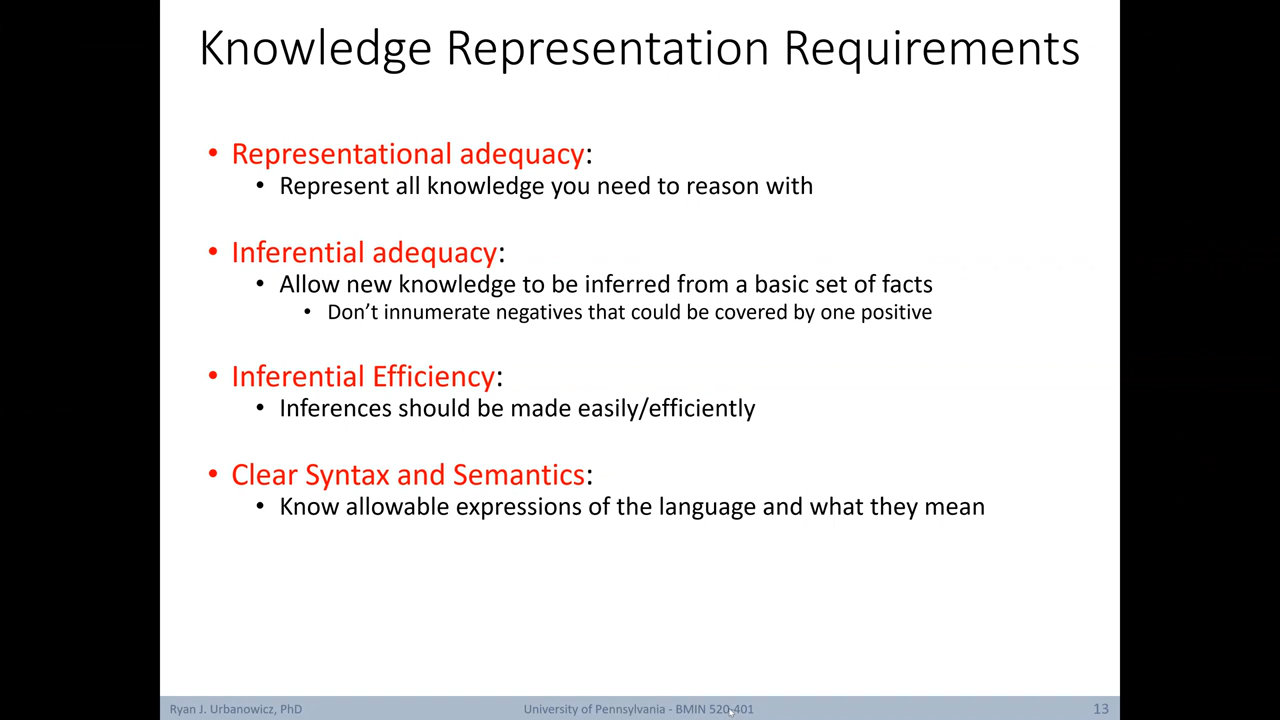 Knowledge Representation Requirements
• Representational adequacy:
• Represent all knowledge you need to reason with
• Inferential adequacy:
• Allow new knowledge to be inferred from a basic set of facts
• Don’t innumerate negatives that could be covered by one positive
• Inferential Efficiency:
• Inferences should be made easily/efficiently
• Clear Syntax and Semantics:
• Know allowable expressions of the language and what they mean
Ryan J. Urbanowicz, PhD
University of Pennsylvania - BMIN 520-401
13